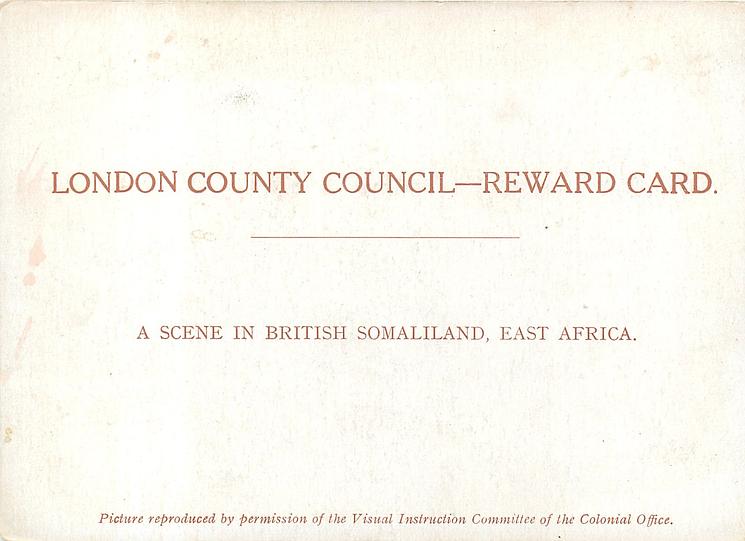 LONDON COUNTY COUNCIL—REWARD CARD.
A SCENE IN BRITISH SOMALILAND, EAST AFRICA.
Picture reproduced by permission of the Visual Instruction Committee of the Colonial Office.